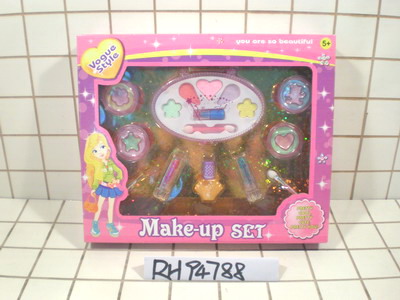 Vogue
Style
you are so beautiful
5+
Make-up SET
RH94788